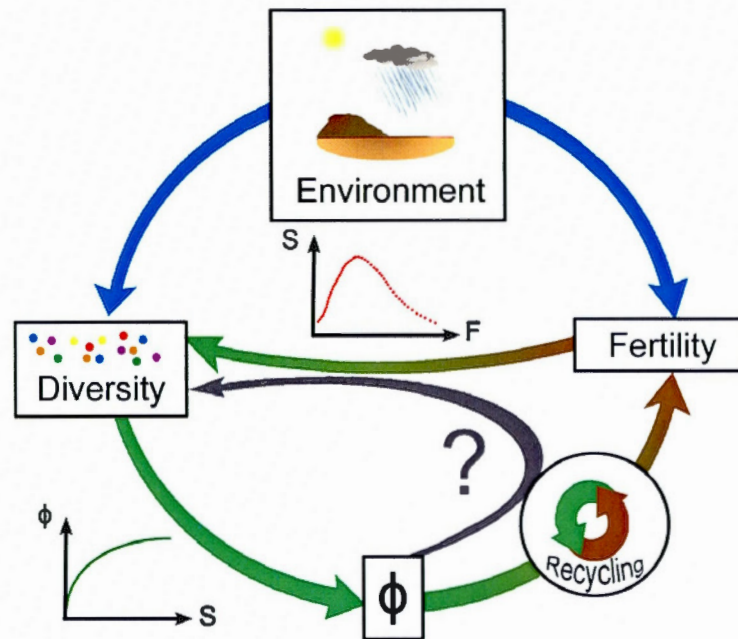 Environment
S
F
Diversity
Fertility
?
ϕ
S
ϕ
Recycling